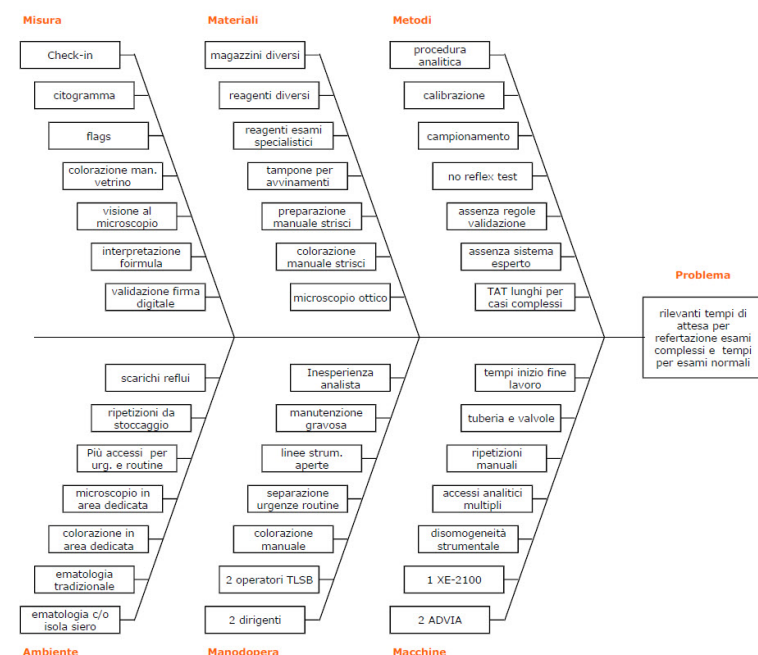 Misura
Check-in
citogramma
flags
colorazione man.
vetrino
visione al
microscopio
interpretazione
foirmula
validazione firma
digitale
Materiali
magazzini diversi
reagenti diversi
reagenti esami
specialistici
tampone per
avvinamenti
preparazione
manuale strisci
colorazione
manuale strisci
microscopio ottico
Metodi
procedura
analitica
calibrazione
campionamento
no reflex test
assenza regole
validazione
assenza sistema
esperto
TAT lunghi per
casi complessi
Problema
rilevanti tempi di
attesa per
refertazione esami
complessi e tempi
per esami normali
scarichi reflui
ripetizioni da
stoccaggio
Più accessi per
urg. e routine
microscopio in
area dedicata
colorazione in
area dedicata
ematologia
tradizionale
ematologia c/o
isola siero
Ambiente
Inesperienza
analista
manutenzione
gravosa
linee strum.
aperte
separazione
urgenze routine
colorazione
manuale
2 operatori TLSB
2 dirigenti
Manodopera
tempi inizio fine
lavoro
tuberia e valvole
ripetizioni
manuali
accessi analitici
multipli
disomogeneità
strumentale
1 XE-2100
2 ADVIA
Macchine